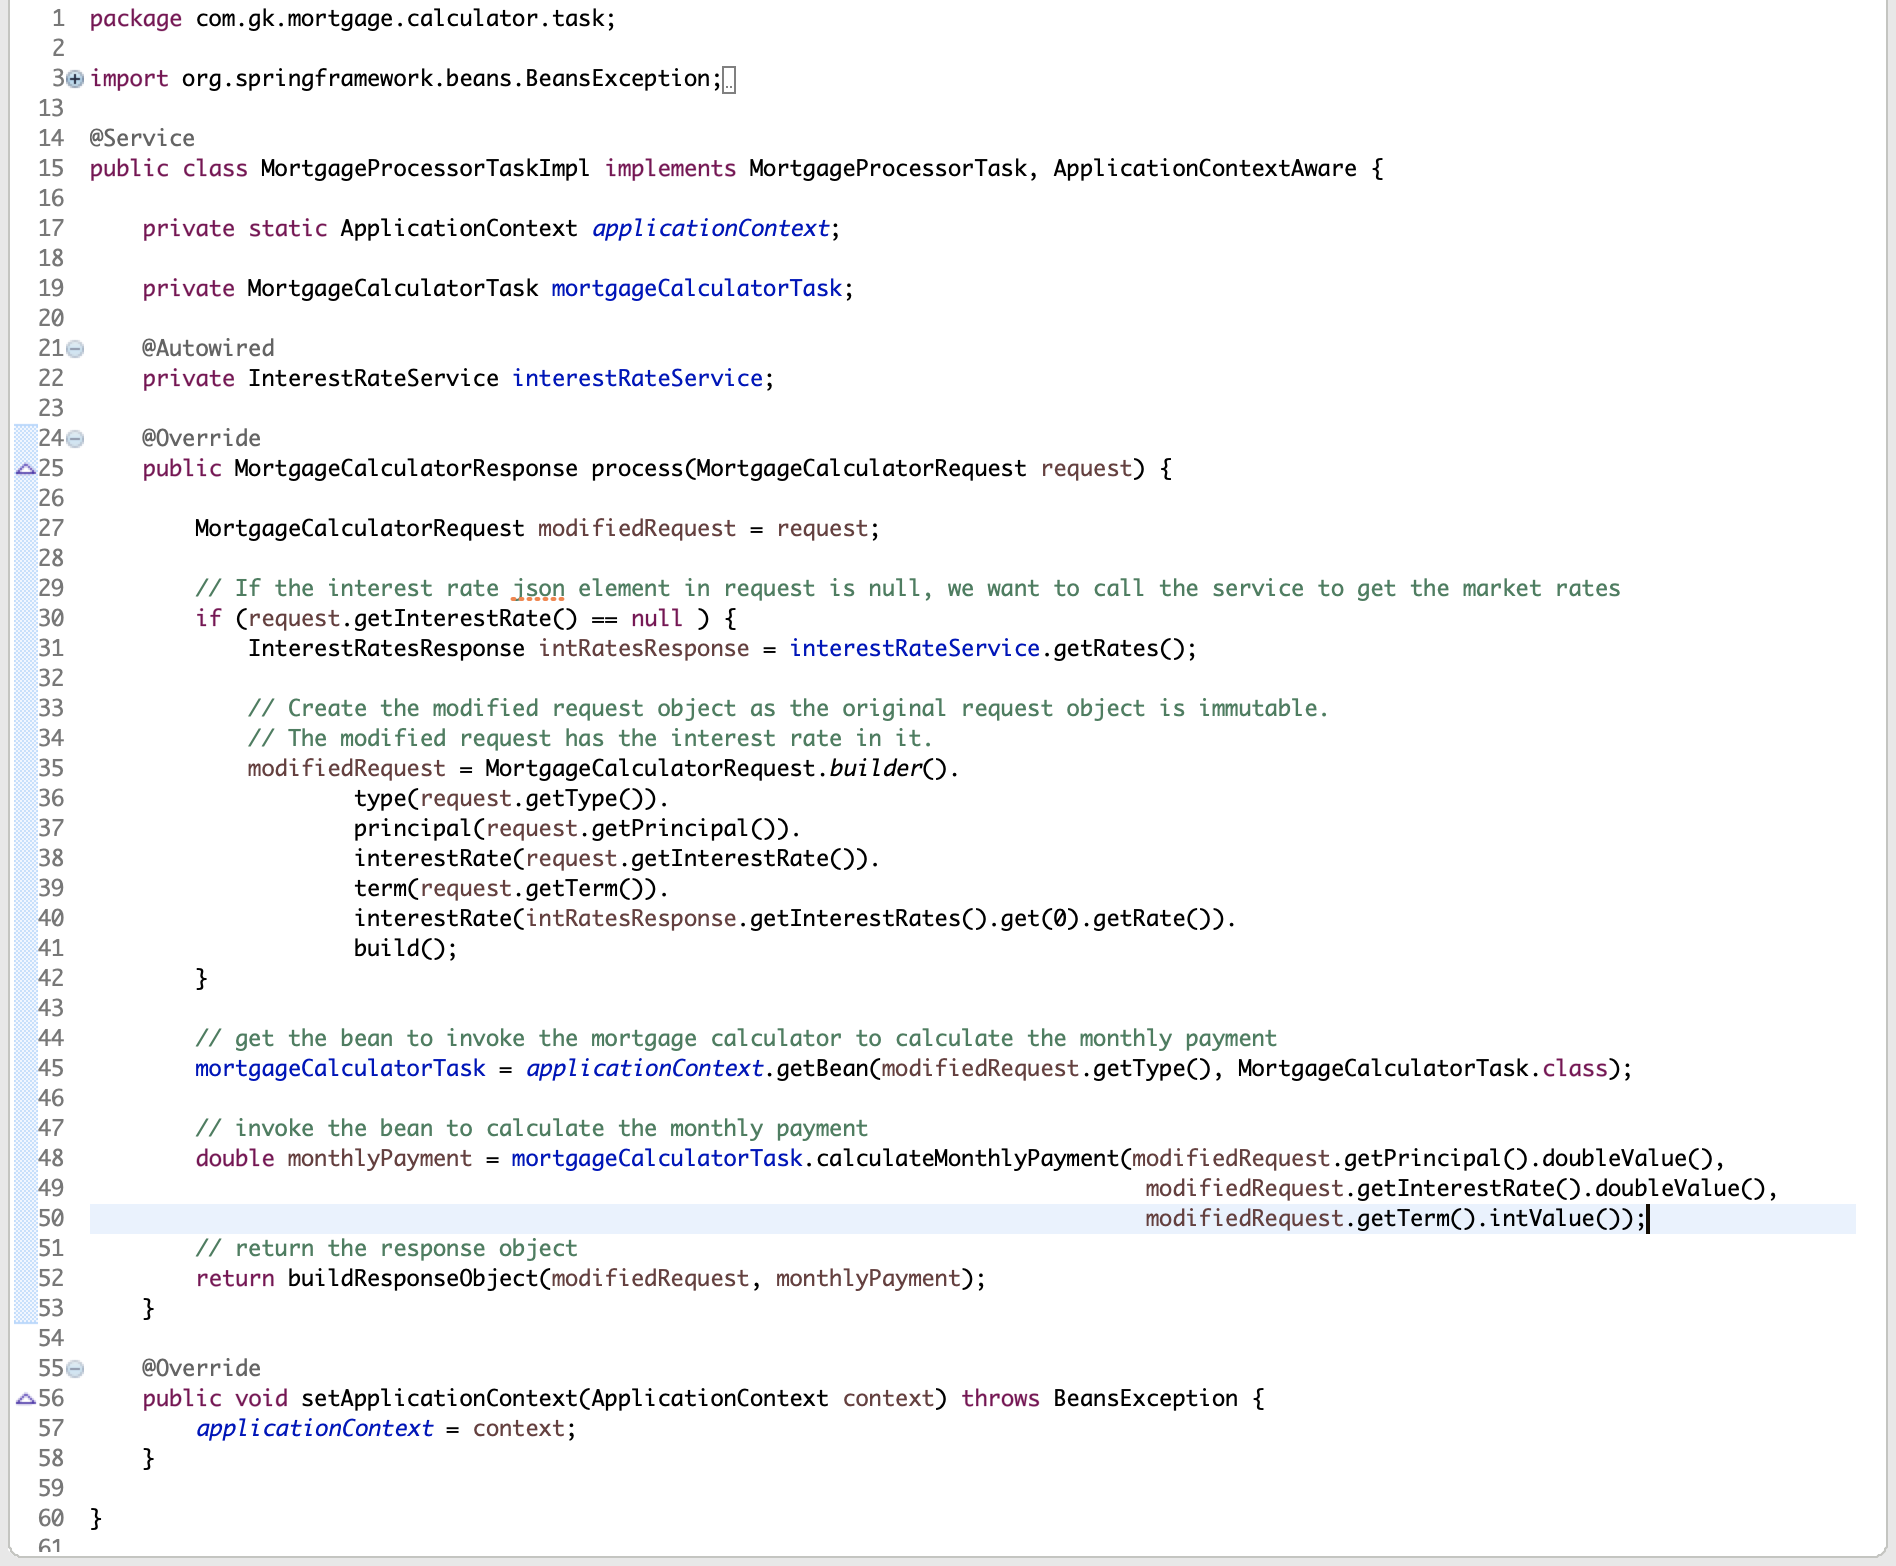 1 package com.gk.mortgage.calculator.task;
2
3 import org.springframework.beans.BeansException;
13
14 @Service
15 public class MortgageProcessorTaskImpl implements MortgageProcessorTask, ApplicationContextAware {
16
17 private static ApplicationContext applicationContext;
18
19 private MortgageCalculatorTask mortgageCalculatorTask;
20
21 @Autowired
22 private InterestRateService interestRateService;
23
24 @Override
25 public MortgageCalculatorResponse process(MortgageCalculatorRequest request) {
26
27 MortgageCalculatorRequest modifiedRequest = request;
28
29 // If the interest rate json element in request is null, we want to call the service to get the market rates
30 if (request.getInterestRate() == null ) {
31 InterestRatesResponse intRatesResponse = interestRateService.getRates();
32
33 // Create the modified request object as the original request object is immutable.
34 // The modified request has the interest rate in it.
35 modifiedRequest = MortgageCalculatorRequest.builder().
36 type(request.getType()).
37 principal(request.getPrincipal()).
38 interestRate(request.getInterestRate()).
39 term(request.getTerm()).
40 interestRate(intRatesResponse.getInterestRates().get(0).getRate()).
41 build();
42 }
43
44 // get the bean to invoke the mortgage calculator to calculate the monthly payment
45 mortgageCalculatorTask = applicationContext.getBean(modifiedRequest.getType(), MortgageCalculatorTask.class);
46
47 // invoke the bean to calculate the monthly payment
48 double monthlyPayment = mortgageCalculatorTask.calculateMonthlyPayment(modifiedRequest.getPrincipal().doubleValue(),
49 modifiedRequest.getInterestRate().doubleValue(),
50 modifiedRequest.getTerm().intValue());
51 // return the response object
52 return buildResponseObject(modifiedRequest, monthlyPayment);
53 }
54
55 @Override
56 public void setApplicationContext(ApplicationContext context) throws BeansException {
57 applicationContext = context;
58 }
59
60 }
61